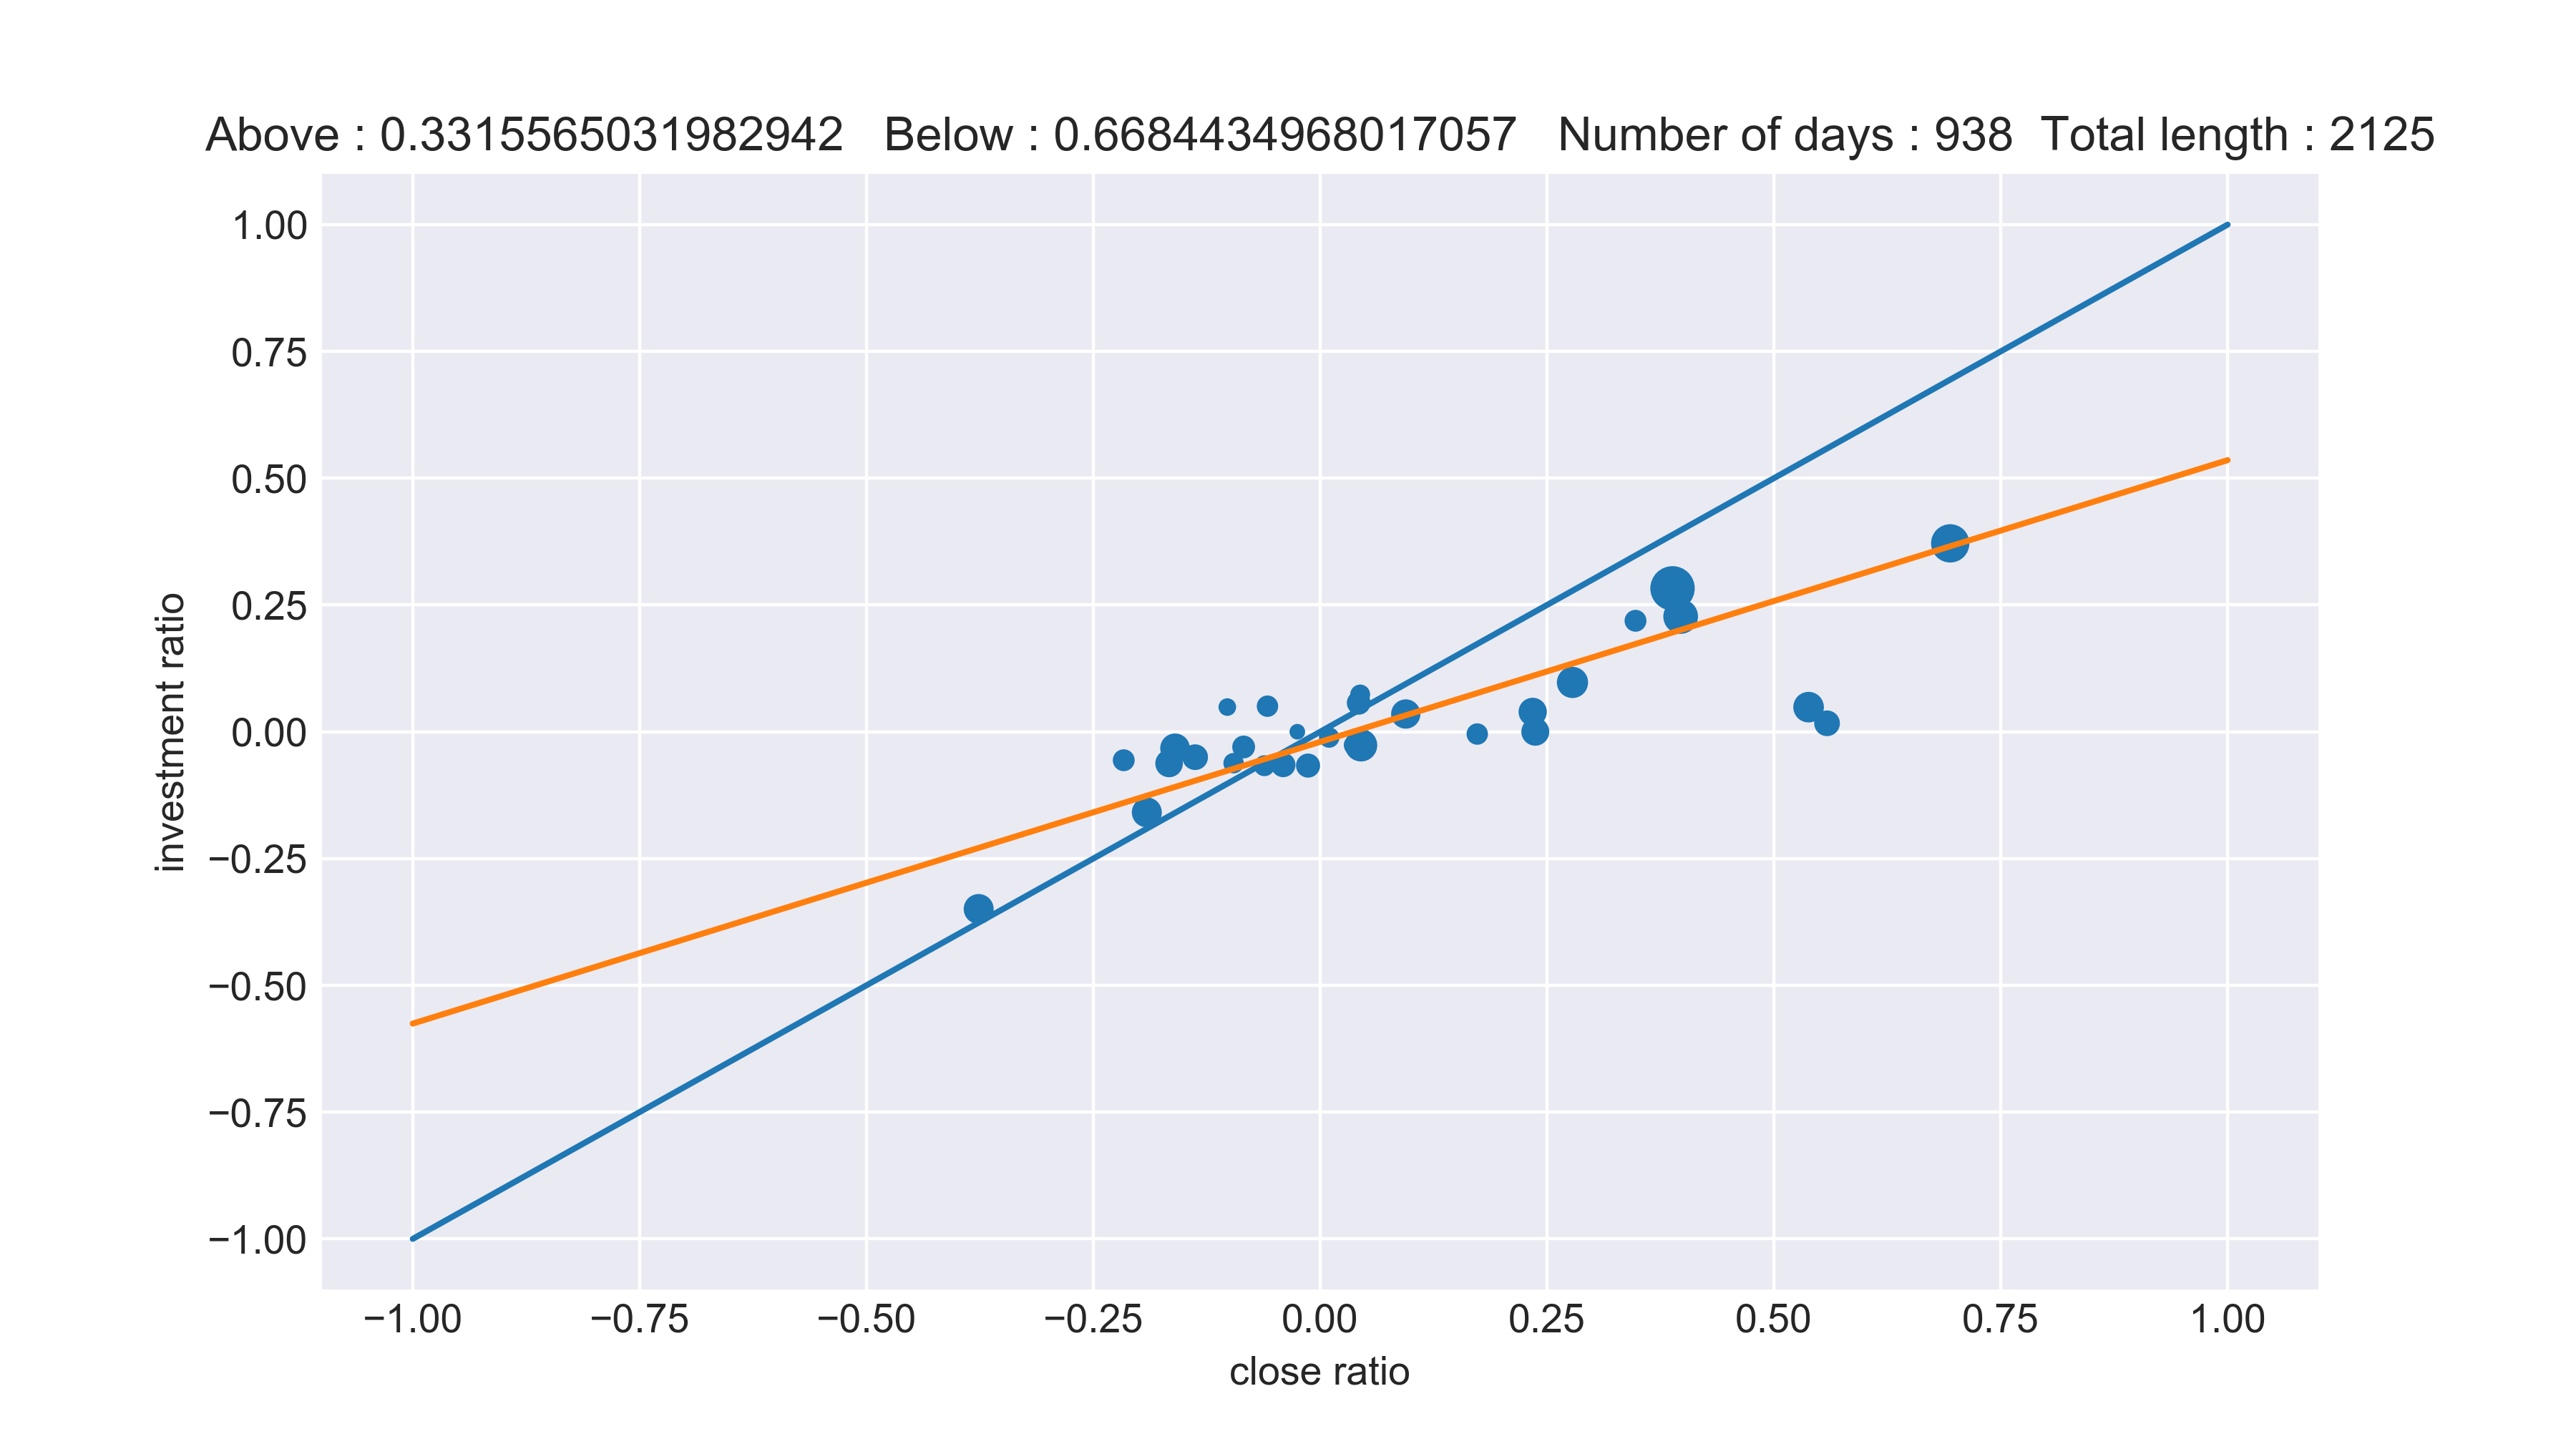 Above : 0.3315565031982942   Below : 0.6684434968017057   Number of days : 938  Total length : 2125
1.00
0.75
0.50
0.25
0.00
−0.25
−0.50
−0.75
−1.00
investment ratio
−1.00 −0.75 −0.50 −0.25 0.00 0.25 0.50 0.75 1.00
close ratio